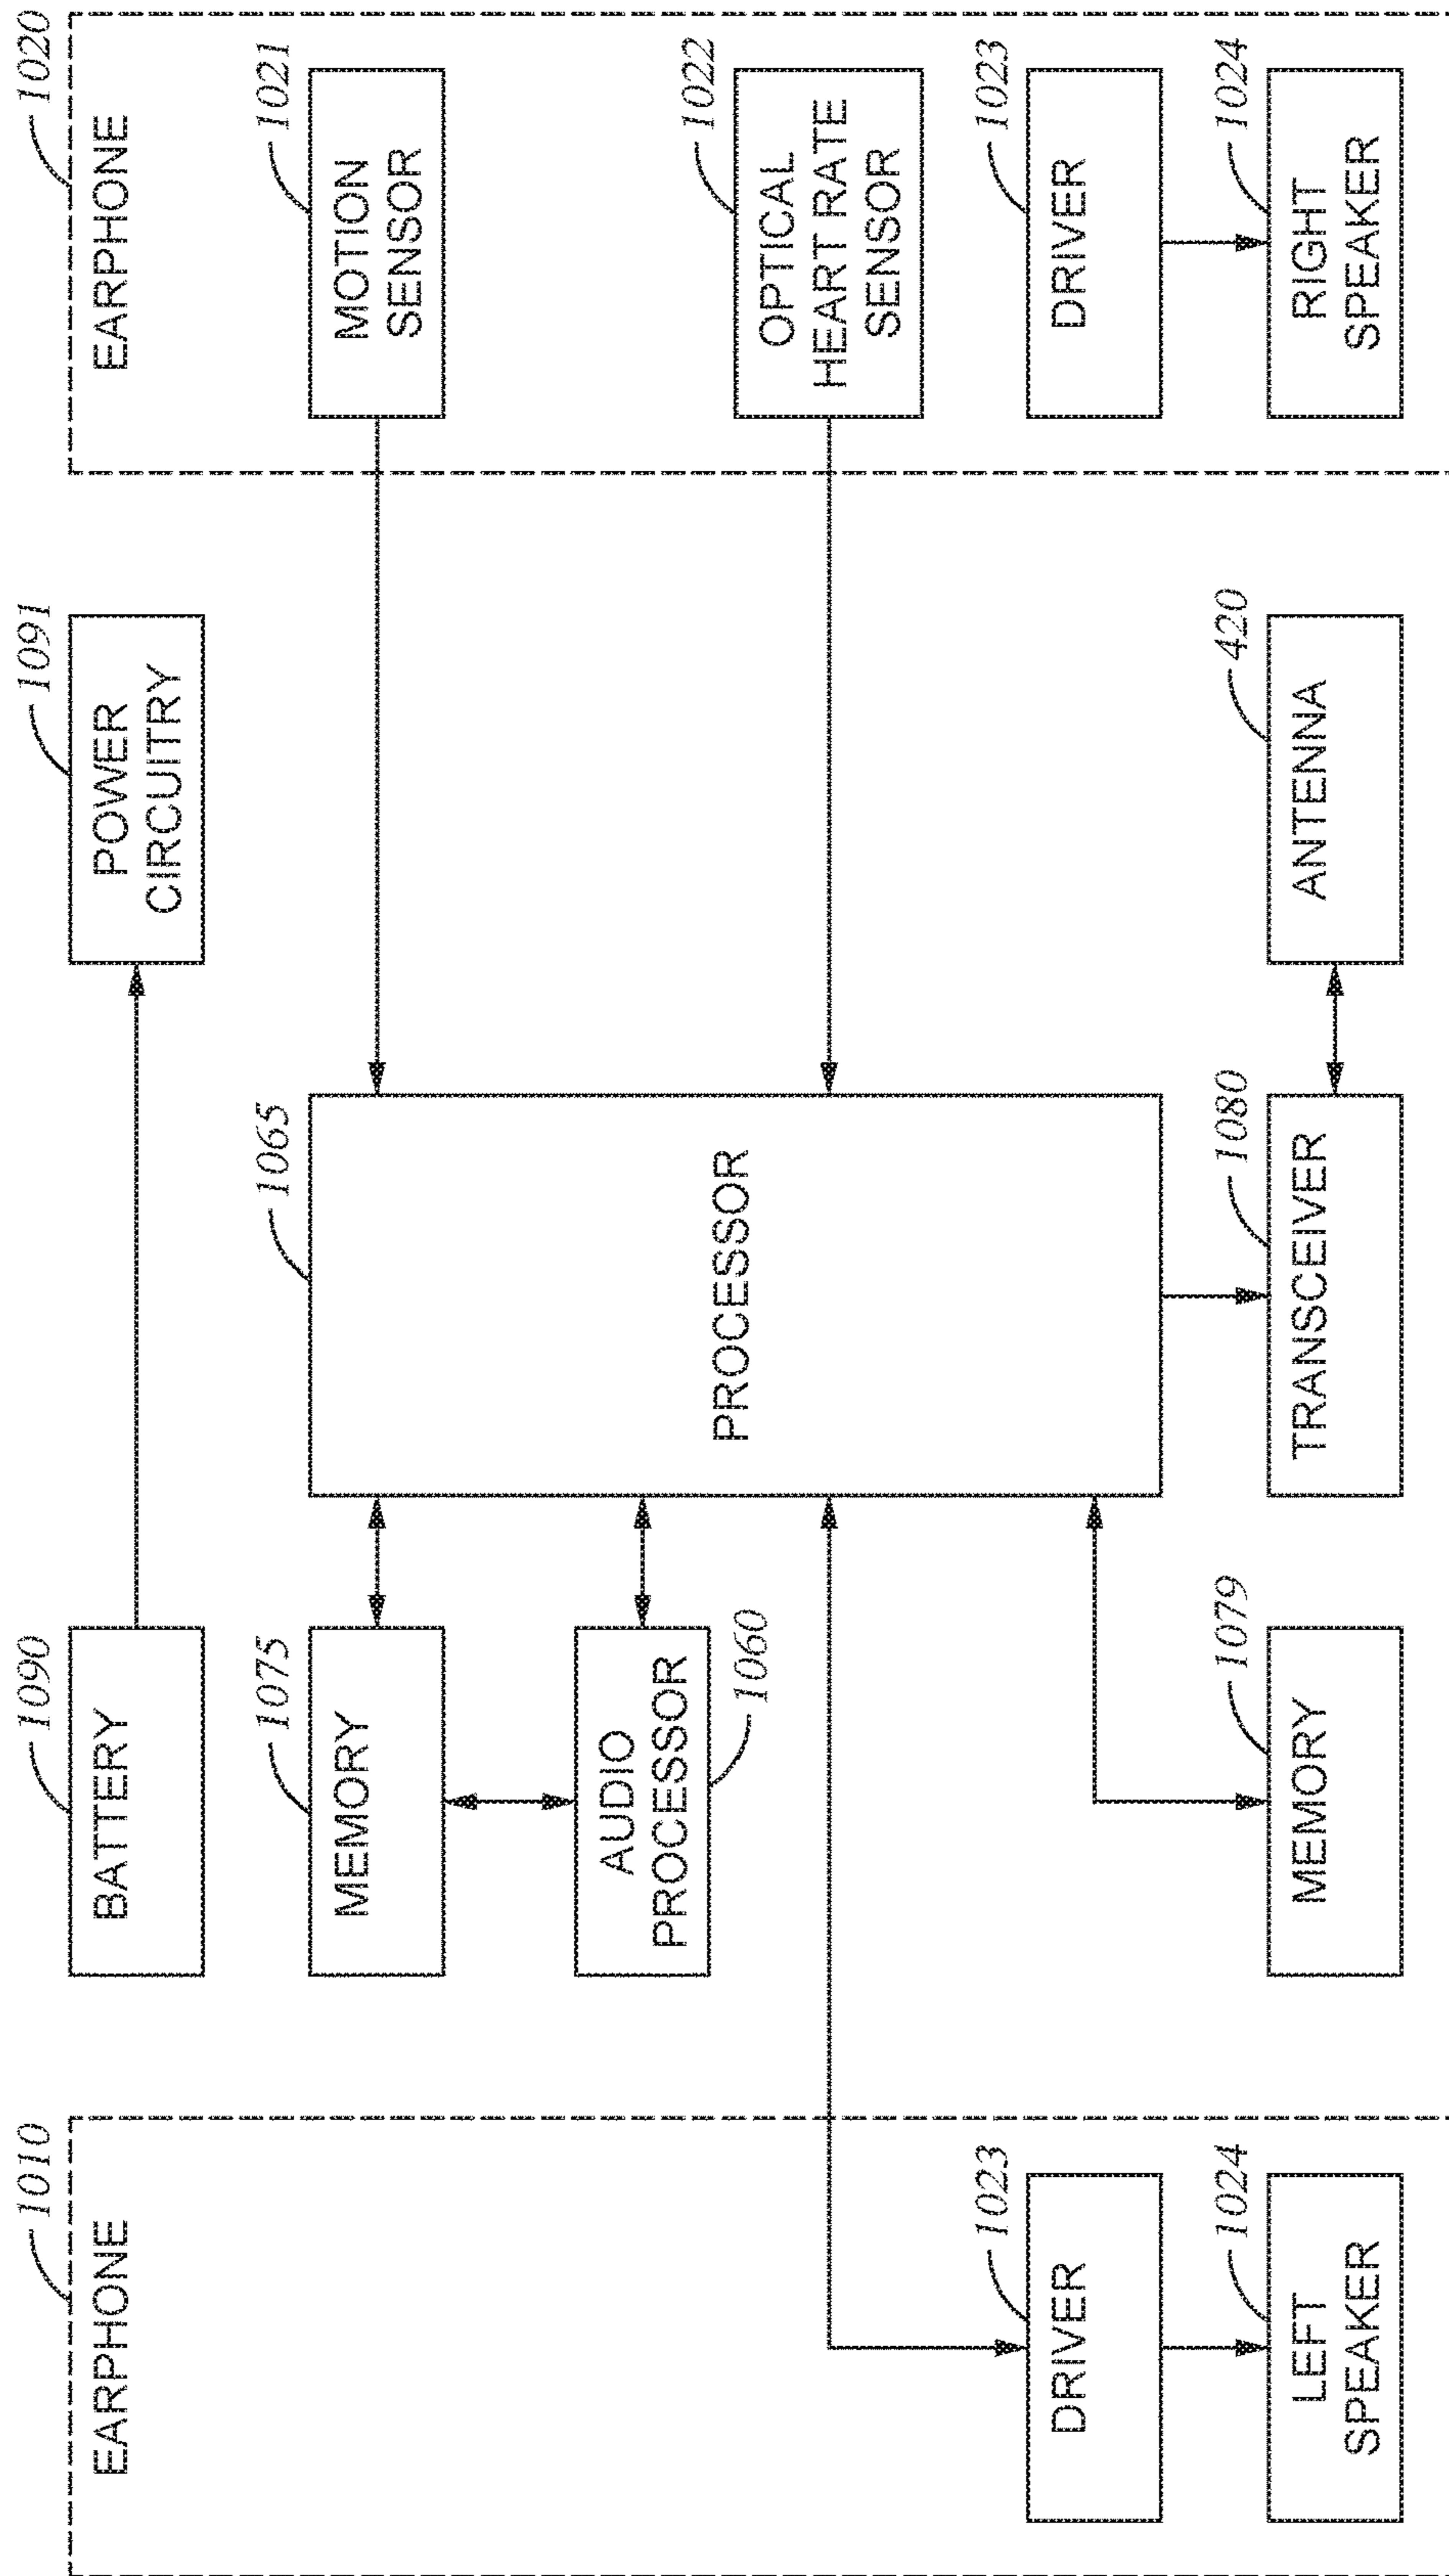 1010
EARPHONE
1023
DRIVER
1024
LEFT
SPEAKER
1090
BATTERY
1091
POWER
CIRCUITRY
1075
MEMORY
AUDIO
PROCESSOR
1060
1079
MEMORY
1065
PROCESSOR
1080
TRANSCEIVER
420
ANTENNA
1020
EARPHONE
1021
MOTION
SENSOR
1022
OPTICAL
HEART RATE
SENSOR
1023
DRIVER
1024
RIGHT
SPEAKER